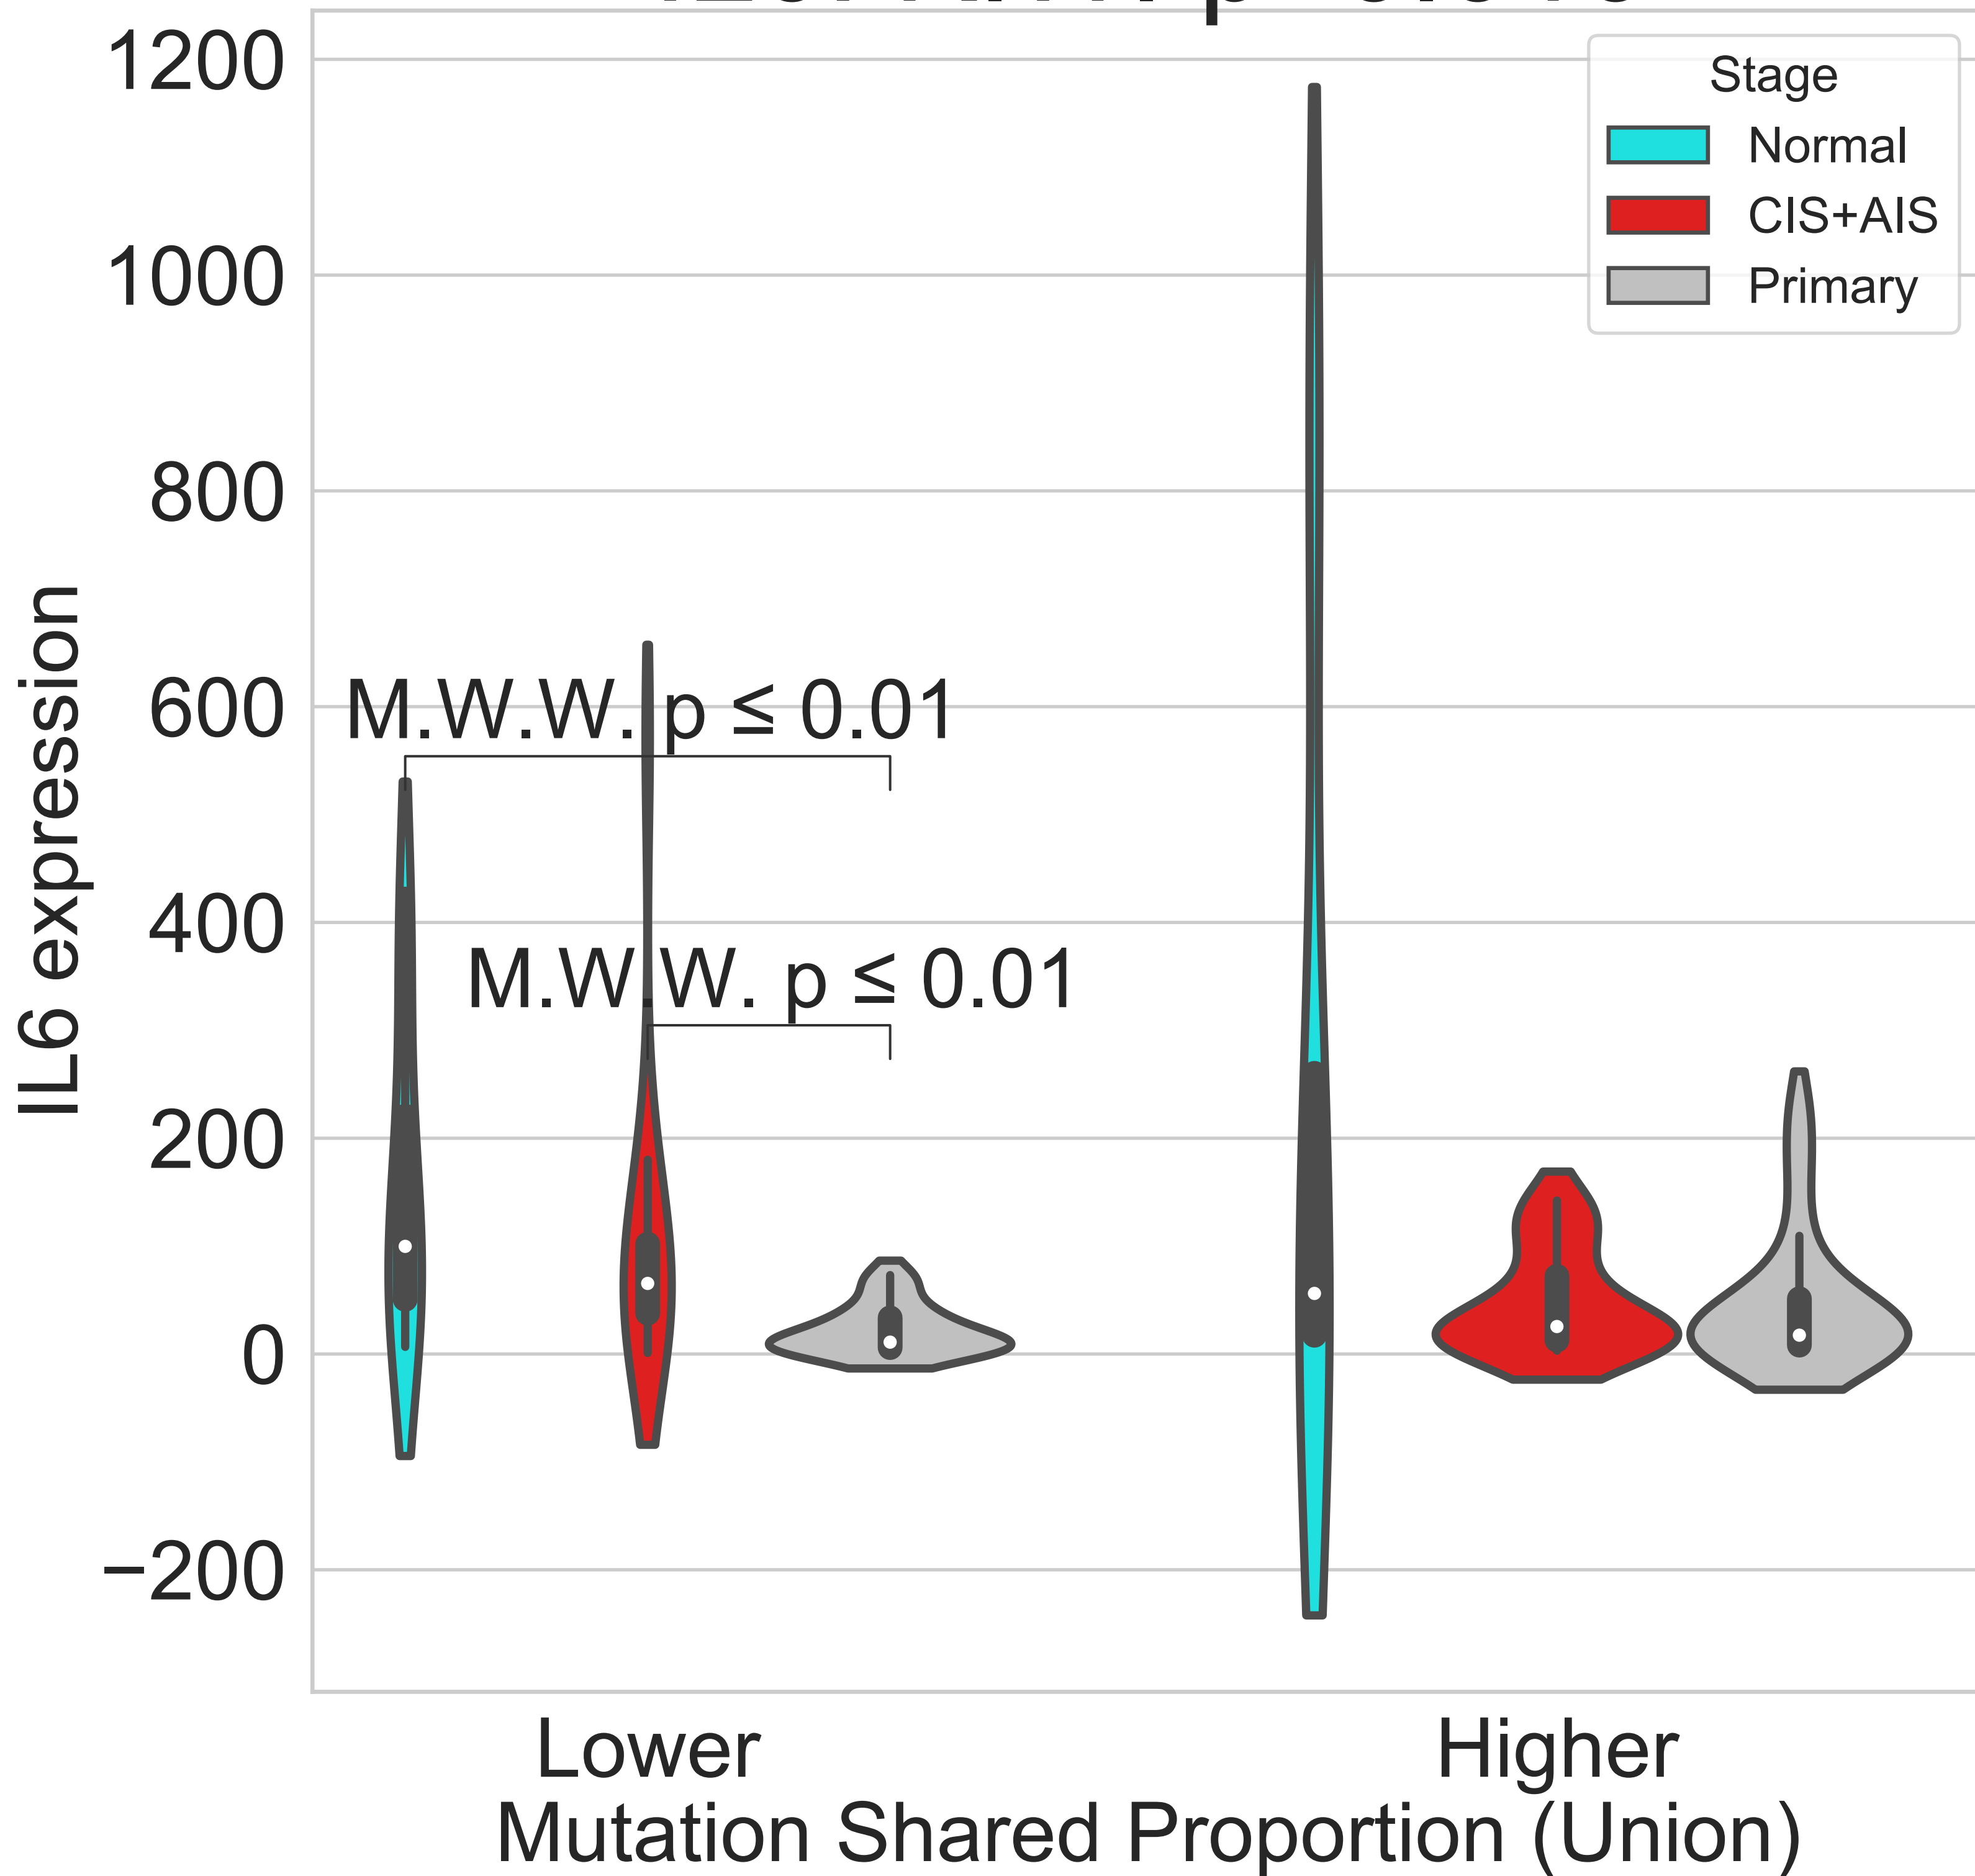 1200
1000
800
600
400
200
0
−200
IL6 expression
Stage
Normal
CIS+AIS
Primary
M.W.W. p ≤ 0.01
M.W.W. p ≤ 0.01
Lower
Higher
Mutation Shared Proportion (Union)